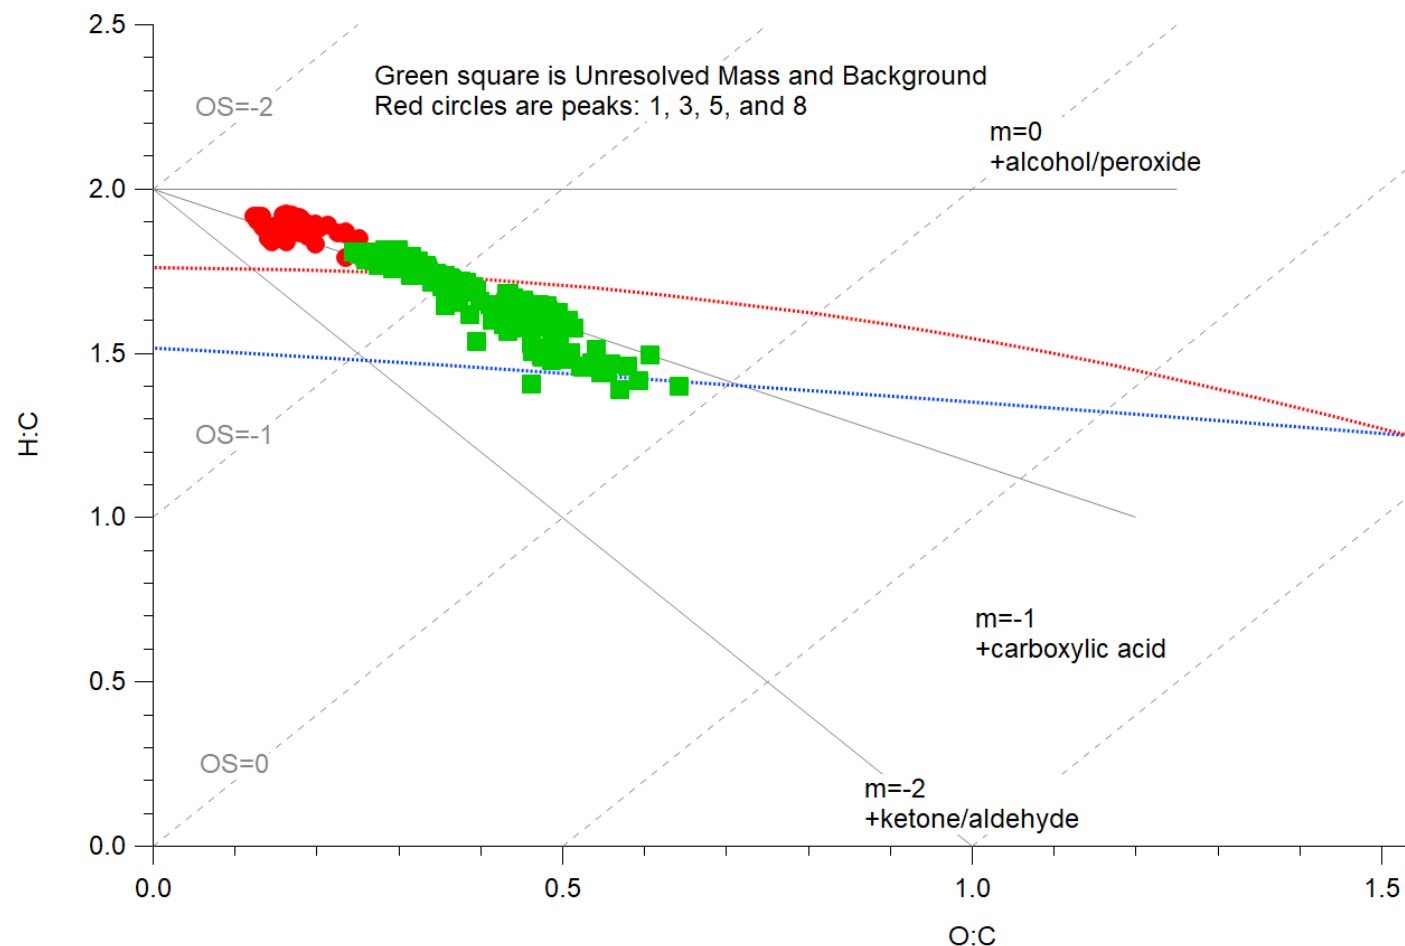 2.5
Green square is Unresolved Mass and Background
Red circles are peaks: 1, 3, 5, and 8
OS=-2
m=0
+alcohol/peroxide
2.0
1.5
H:C
OS=-1
1.0
m=-1
+carboxylic acid
0.5
OS=0
m=-2
+ketone/aldehyde
0.0
0.0 0.5 1.0 1.5
O:C